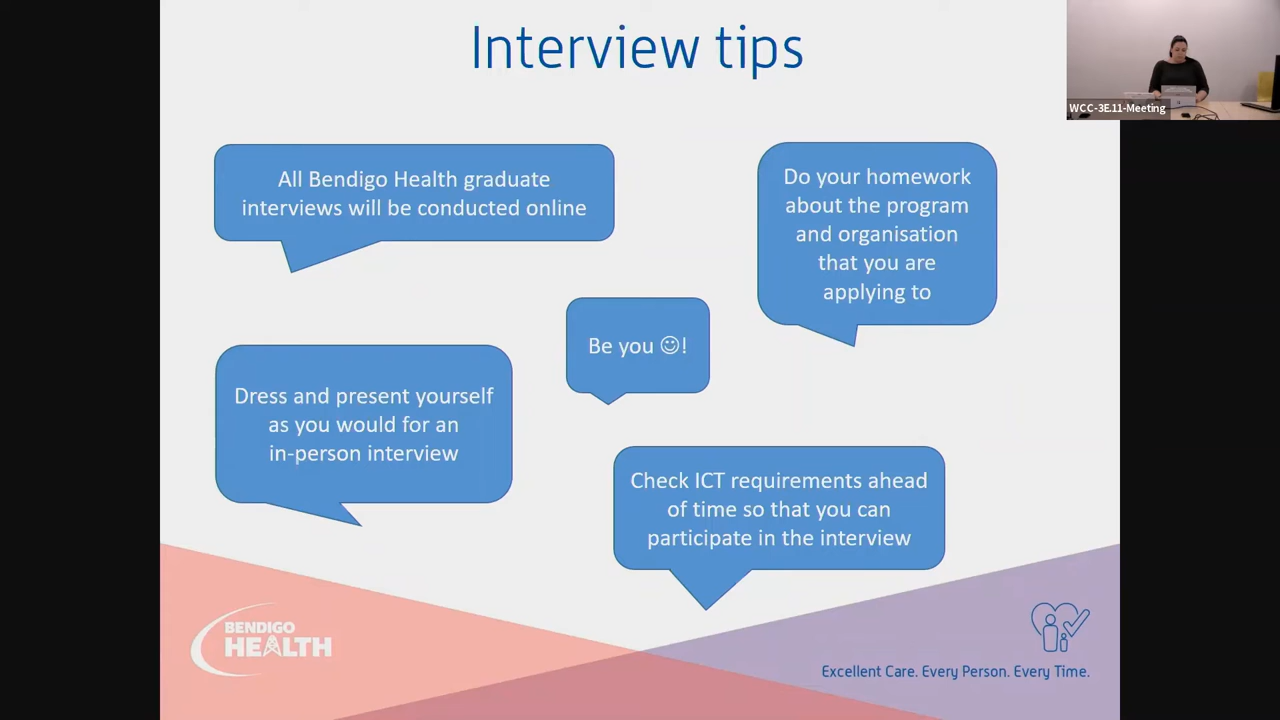 Interview tips
WCC-3E.11-Meeting
All Bendigo Health graduate
interviews will be conducted online
Do your homework
about the program
and organisation
that you are
applying to
Be you ☺!
Dress and present yourself
as you would for an
in-person interview
Check ICT requirements ahead
of time so that you can
participate in the interview
BENDIGO
HEALTH
Excellent Care. Every Person. Every Time.